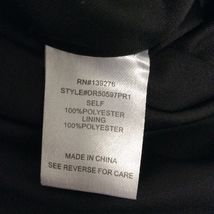 RN#139276
STYLE#DR50597PR1
SELF
100%POLYESTER
LINING
100%POLYESTER
MADE IN CHINA
SEE REVERSE FOR CARE